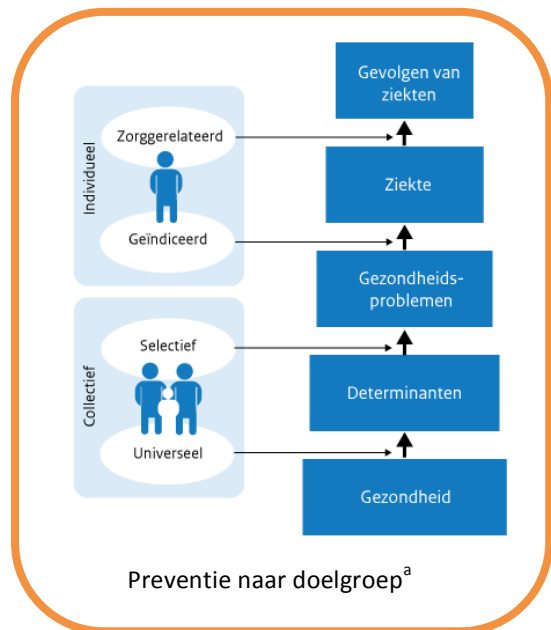 Individueel
Zorggerelateerd
Geïndiceerd
Collectief
Selectief
Universeel
Gevolgen van
ziekten
Ziekte
Gezondheids-
problemen
Determinanten
Gezondheid
Preventie naar doelgroepᵃ